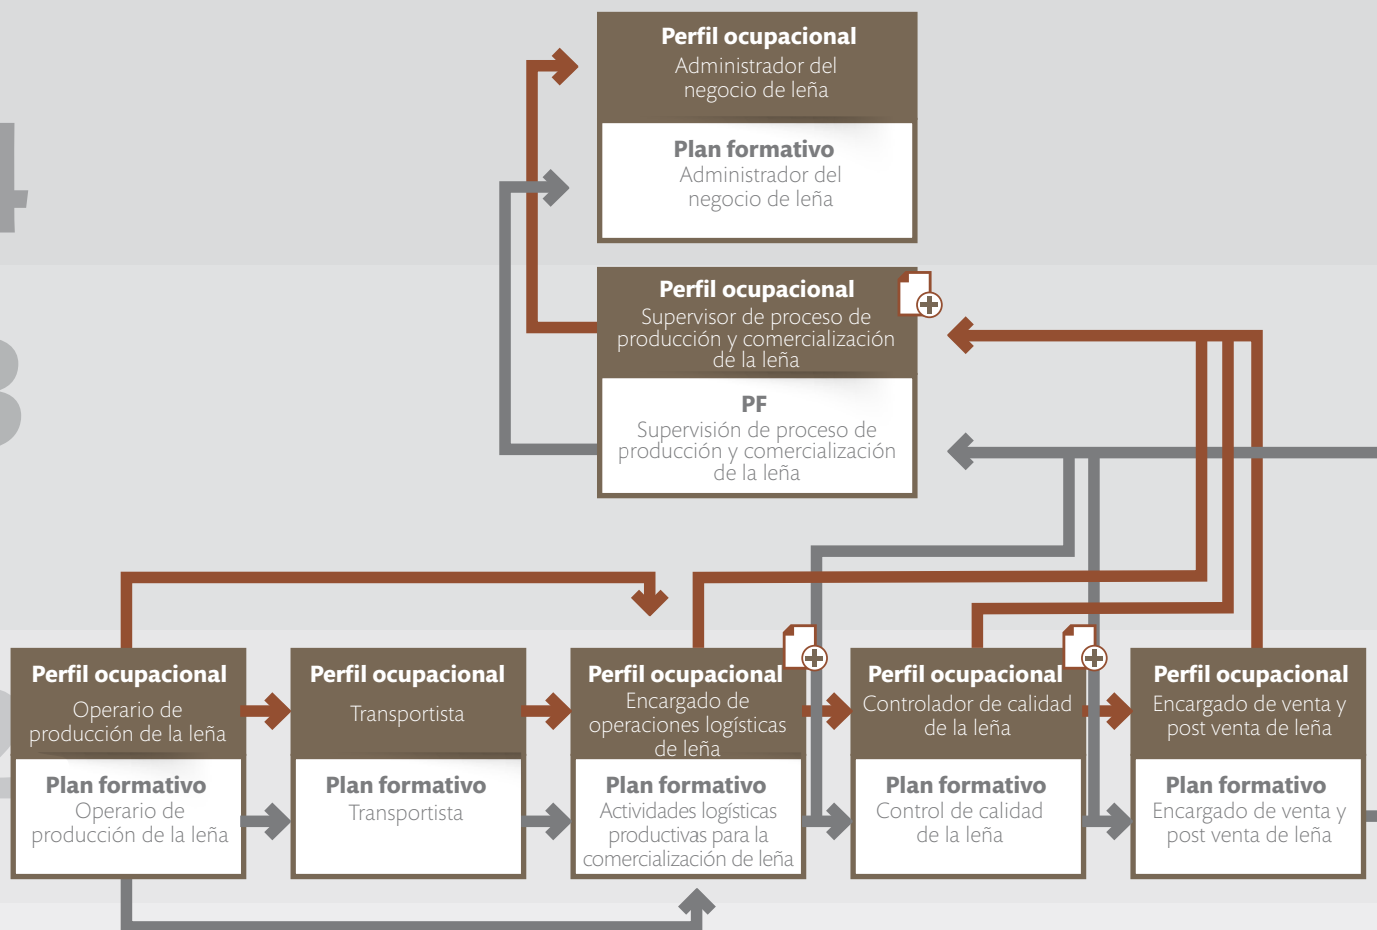 4
Perfil ocupacional
Administrador del
negocio de leña
Plan formativo
Administrador del
negocio de leña
3
Perfil ocupacional
Supervisor de proceso de
producción y comercialización
de la leña
PF
Supervisión de proceso de
producción y comercialización
de la leña
2
Perfil ocupacional
Operario de
producción de la leña
Plan formativo
Operario de
producción de la leña
Perfil ocupacional
Transportista
Plan formativo
Transportista
Perfil ocupacional
Encargado de
operaciones logísticas
de leña
Plan formativo
Actividades logísticas
productivas para la
comercialización de leña
Perfil ocupacional
Controlador de calidad
de la leña
Plan formativo
Control de calidad
de la leña
Perfil ocupacional
Encargado de venta y
post venta de leña
Plan formativo
Encargado de venta y
post venta de leña